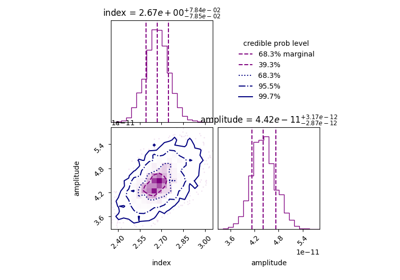 index = 2.67e+00 +7.84e−02 −7.85e−02
credible prob level
68.3% marginal
39.3%
68.3%
95.5%
99.7%
1e−11
amplitude = 4.42e−11 +3.17e−12 −2.87e−12
amplitude
5.4
4.8
4.2
3.6
2.40 2.55 2.70 2.85 3.00
index
3.6 4.2 4.8 5.4
1e−11
amplitude